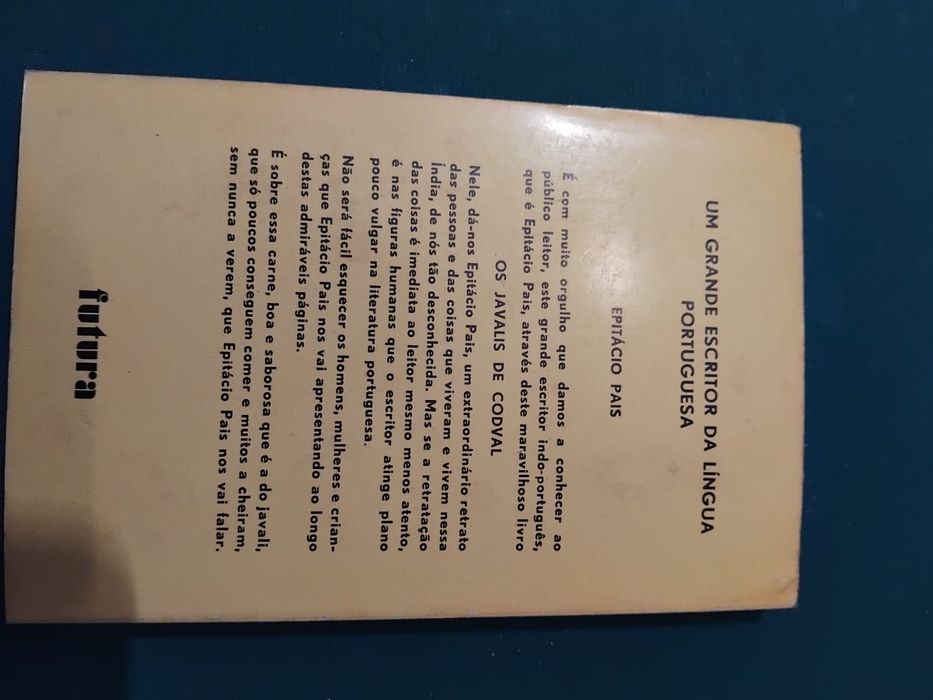 UM GRANDE ESCRITOR DA LÍNGUA
PORTUGUESA
EPITÁCIO PAIS
É com muito orgulho que damos a conhecer ao
público leitor, este grande escritor indo-português,
que é Epitácio Pais, através deste maravilhoso livro
OS JAVALIS DE CODVAL
Nele, dá-nos Epitácio Pais, um extraordinário retrato
das pessoas e das coisas que viveram e vivem nessa
Índia, de nós tão desconhecida. Mas se a retratação
das coisas é imediata ao leitor mesmo menos atento,
é nas figuras humanas que o escritor atinge plano
pouco vulgar na literatura portuguesa.
Não será fácil esquecer os homens, mulheres e crian-
ças que Epitácio Pais nos vai apresentando ao longo
destas admiráveis páginas.
É sobre essa carne, boa e saborosa que é a do javali,
que só poucos conseguem comer e muitos a cheiram,
sem nunca a verem, que Epitácio Pais nos vai falar.
futura